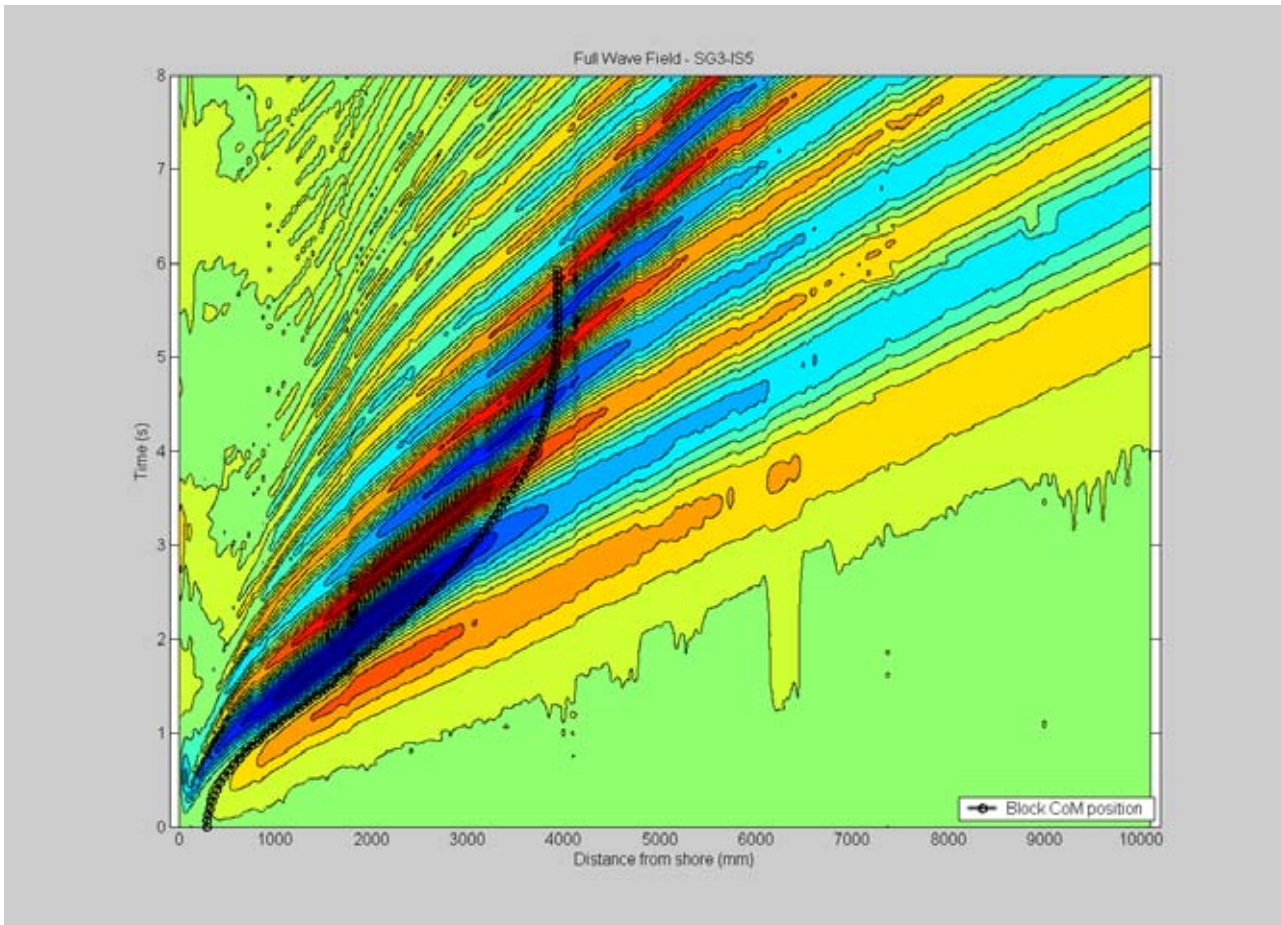 Full Wave Field - SG3-IS5
8
7
6
5
4
3
2
1
0
Time (s)
0 1000 2000 3000 4000 5000 6000 7000 8000 9000 10000
Distance from shore (mm)
Block CoM position